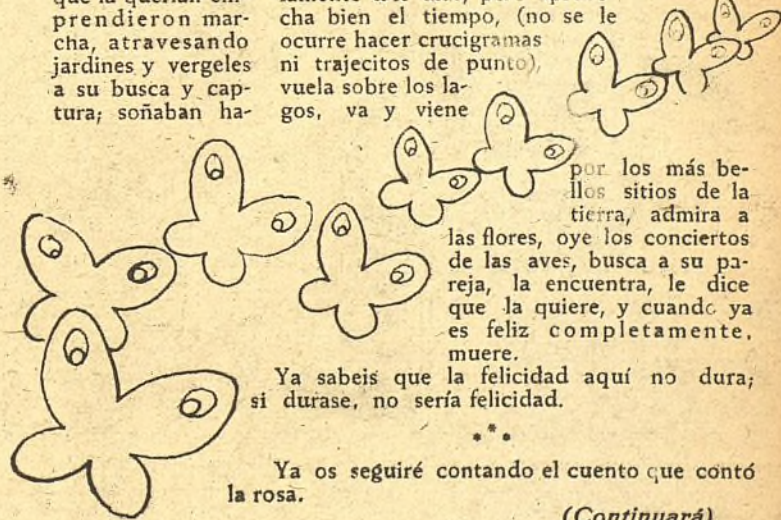 que la querían em-
prendieron mar-
cha, atravesando
jardines y vergeles
a su busca y cap-
tura; soñaban ha-
cha bien el tiempo, (no se le
ocurre hacer crucigramas
ni trajecitos de punto),
vuela sobre los la-
gos, va y viene
por los más be-
llos sitios de la
tierra, admira a
las flores, oye los conciertos
de las aves, busca a su pa-
reja, la encuentra, le dice
que la quiere, y cuando ya
es feliz completamente,
muere.
Ya sabeis que la felicidad aquí no dura;
si durase, no sería felicidad.
***
Ya os seguiré contando el cuento que contó
la rosa.
(Continuará)